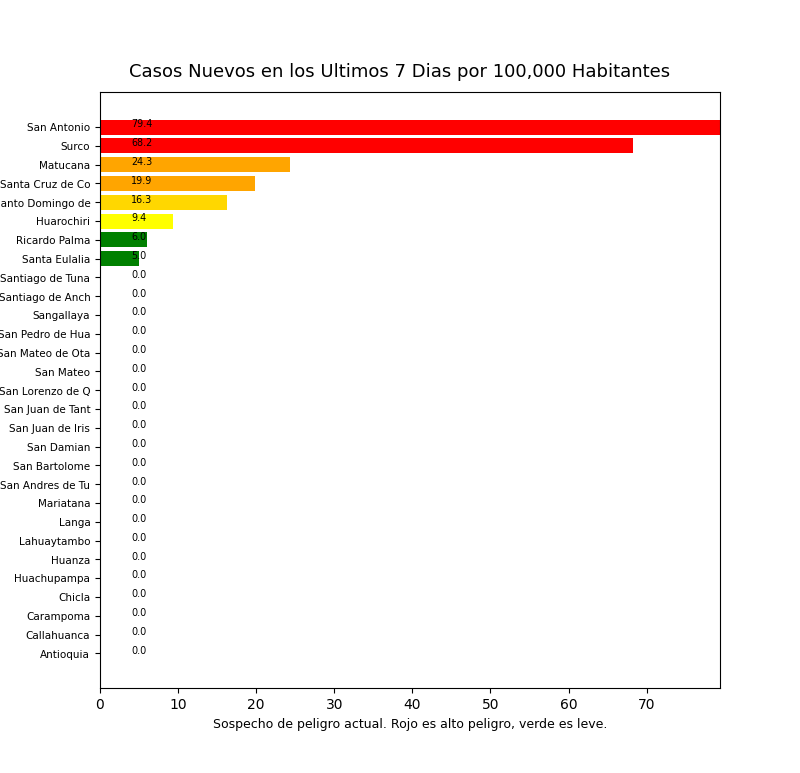 Casos Nuevos en los Ultimos 7 Dias por 100,000 Habitantes
San Antonio 79.4
Surco 68.2
Matucana 24.3
Santa Cruz de Co 19.9
anto Domingo de 16.3
Huarochiri 9.4
Ricardo Palma 6.0
Santa Eulalia 5.0
Santiago de Tuna 0.0
Santiago de Anch 0.0
Sangallaya 0.0
San Pedro de Hua 0.0
San Mateo de Ota 0.0
San Mateo 0.0
San Lorenzo de Q 0.0
San Juan de Tant 0.0
San Juan de Iris 0.0
San Damian 0.0
San Bartolome 0.0
San Andres de Tu 0.0
Mariatana 0.0
Langa 0.0
Lahuaytambo 0.0
Huanza 0.0
Huachupampa 0.0
Chicla 0.0
Carampoma 0.0
Callahuanca 0.0
Antioquia 0.0
0 10 20 30 40 50 60 70
Sospecho de peligro actual. Rojo es alto peligro, verde es leve.